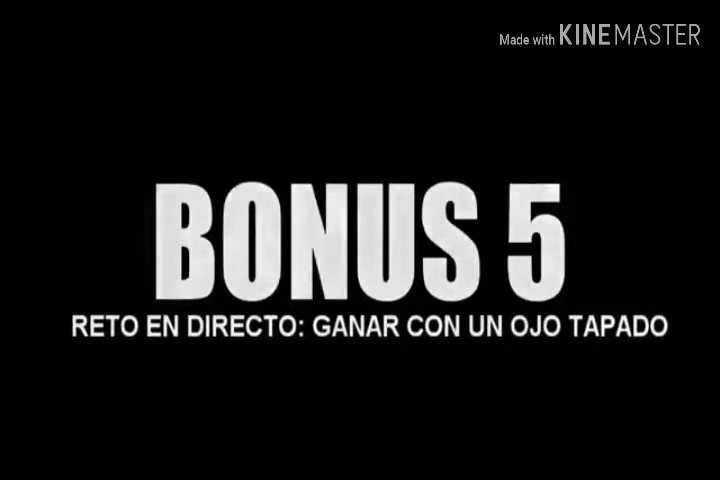 Made with KINEMASTER
BONUS 5
RETO EN DIRECTO: GANAR CON UN OJO TAPADO